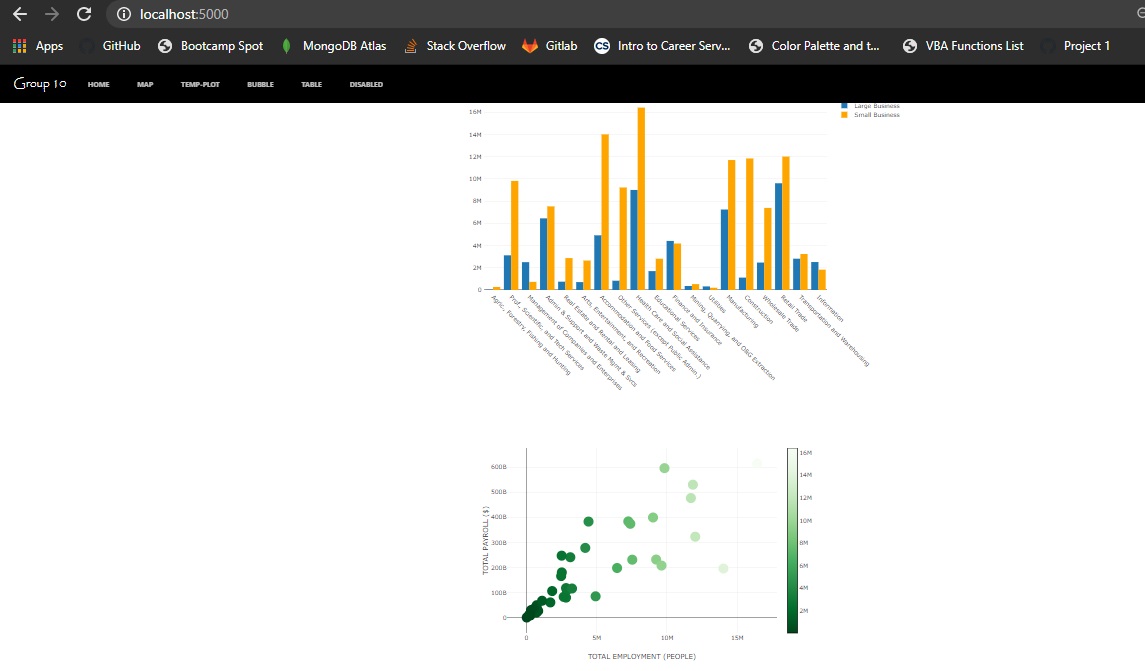 localhost:5000
Apps GitHub Bootcamp Spot MongoDB Atlas Stack Overflow Gitlab CS Intro to Career Serv... Color Palette and t... VBA Functions List Project 1
Group 10 HOME MAP TEMP-PLOT BUBBLE TABLE DISABLED
Large Business
Small Business
16M
14M
12M
10M
8M
6M
4M
2M
0
Agric., Forestry, Fishing and Hunting
Prof., Scientific, and Tech Services
Management of Companies and Enterprises
Admin & Support and Waste Mgmt & Svcs
Real Estate and Rental and Leasing
Arts, Entertainment, and Recreation
Accommodation and Food Services
Other Services (except Public Admin.)
Health Care and Social Assistance
Educational Services
Finance and Insurance
Mining, Quarrying, and O&G Extraction
Utilities
Manufacturing
Construction
Wholesale Trade
Retail Trade
Transportation and Warehousing
Information
TOTAL PAYROLL ($)
600B
500B
400B
300B
200B
100B
0
0 5M 10M 15M
TOTAL EMPLOYMENT (PEOPLE)
16M
14M
12M
10M
8M
6M
4M
2M